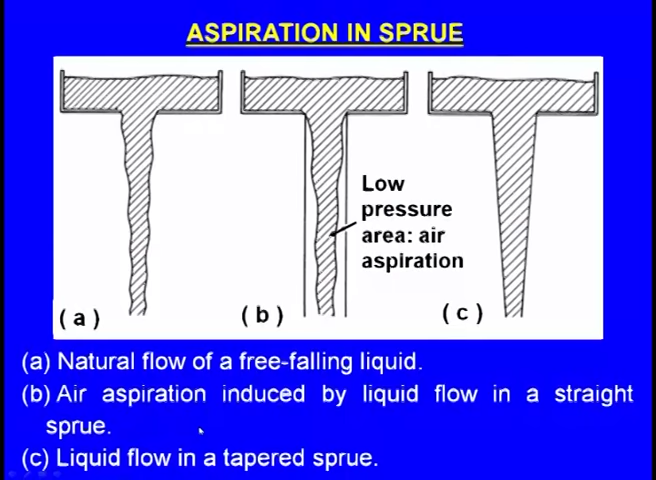 ASPIRATION IN SPRUE
Low
pressure
area: air
aspiration
( a )
( b )
( c )
(a) Natural flow of a free-falling liquid.
(b) Air aspiration induced by liquid flow in a straight
sprue.
(c) Liquid flow in a tapered sprue.